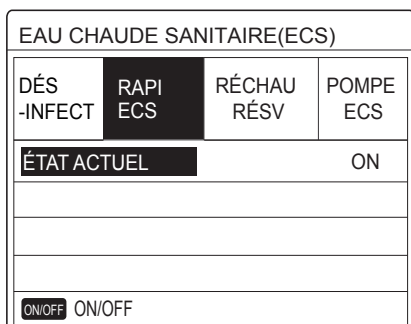 EAU CHAUDE SANITAIRE(ECS)
DÉS
-INFECT
RAPI
ECS
RÉCHAU
RÉSV
POMPE
ECS
ÉTAT ACTUEL ON
ON/OFF ON/OFF